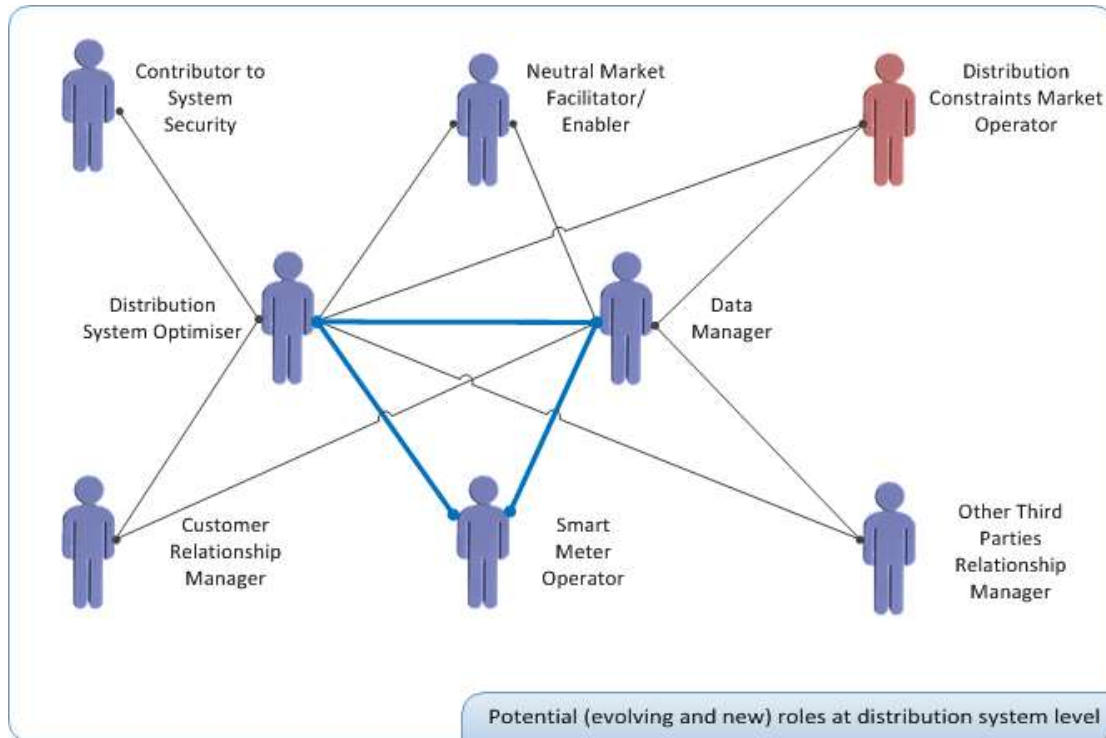 Contributor to
System
Security
Neutral Market
Facilitator/
Enabler
Distribution
Constraints Market
Operator
Distribution
System Optimiser
Data
Manager
Customer
Relationship
Manager
Smart
Meter
Operator
Other Third
Parties
Relationship
Manager
Potential (evolving and new) roles at distribution system level